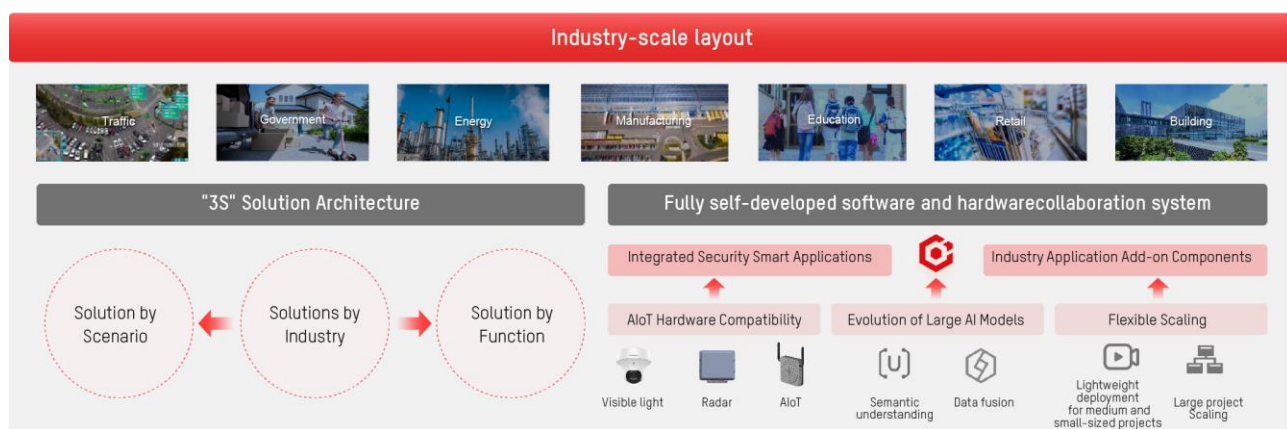 Industry-scale layout
Traffic
Government
Energy
Manufacturing
Education
Retail
Building
"3S" Solution Architecture
Fully self-developed software and hardwarecollaboration system
Integrated Security Smart Applications
Industry Application Add-on Components
Solution by
Scenario
Solutions by
Industry
Solution by
Function
AIoT Hardware Compatibility
Evolution of Large AI Models
Flexible Scaling
Visible light
Radar
AIoT
Semantic
understanding
Data fusion
Lightweight
deployment
for medium and
small-sized projects
Large project
Scaling